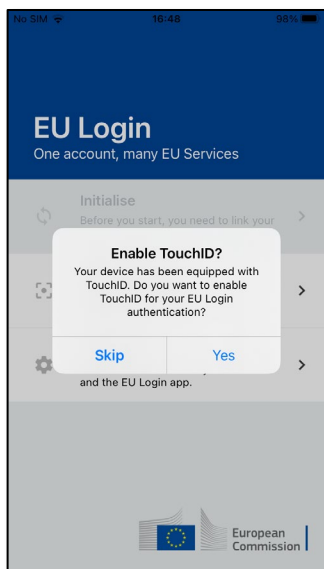 No SIM 16:48 98%
EU Login
One account, many EU Services
Initialise
Before you start, you need to link your
Enable TouchID?
Your device has been equipped with
TouchID. Do you want to enable
TouchID for your EU Login
authentication?
Skip Yes
and the EU Login app.
European
Commission